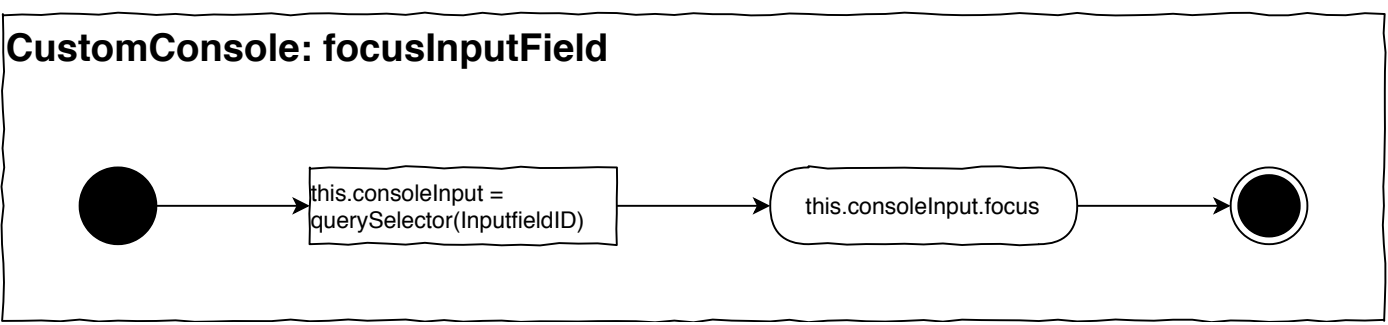 CustomConsole: focusInputField
this.consoleInput =
querySelector(InputfieldID)
this.consoleInput.focus